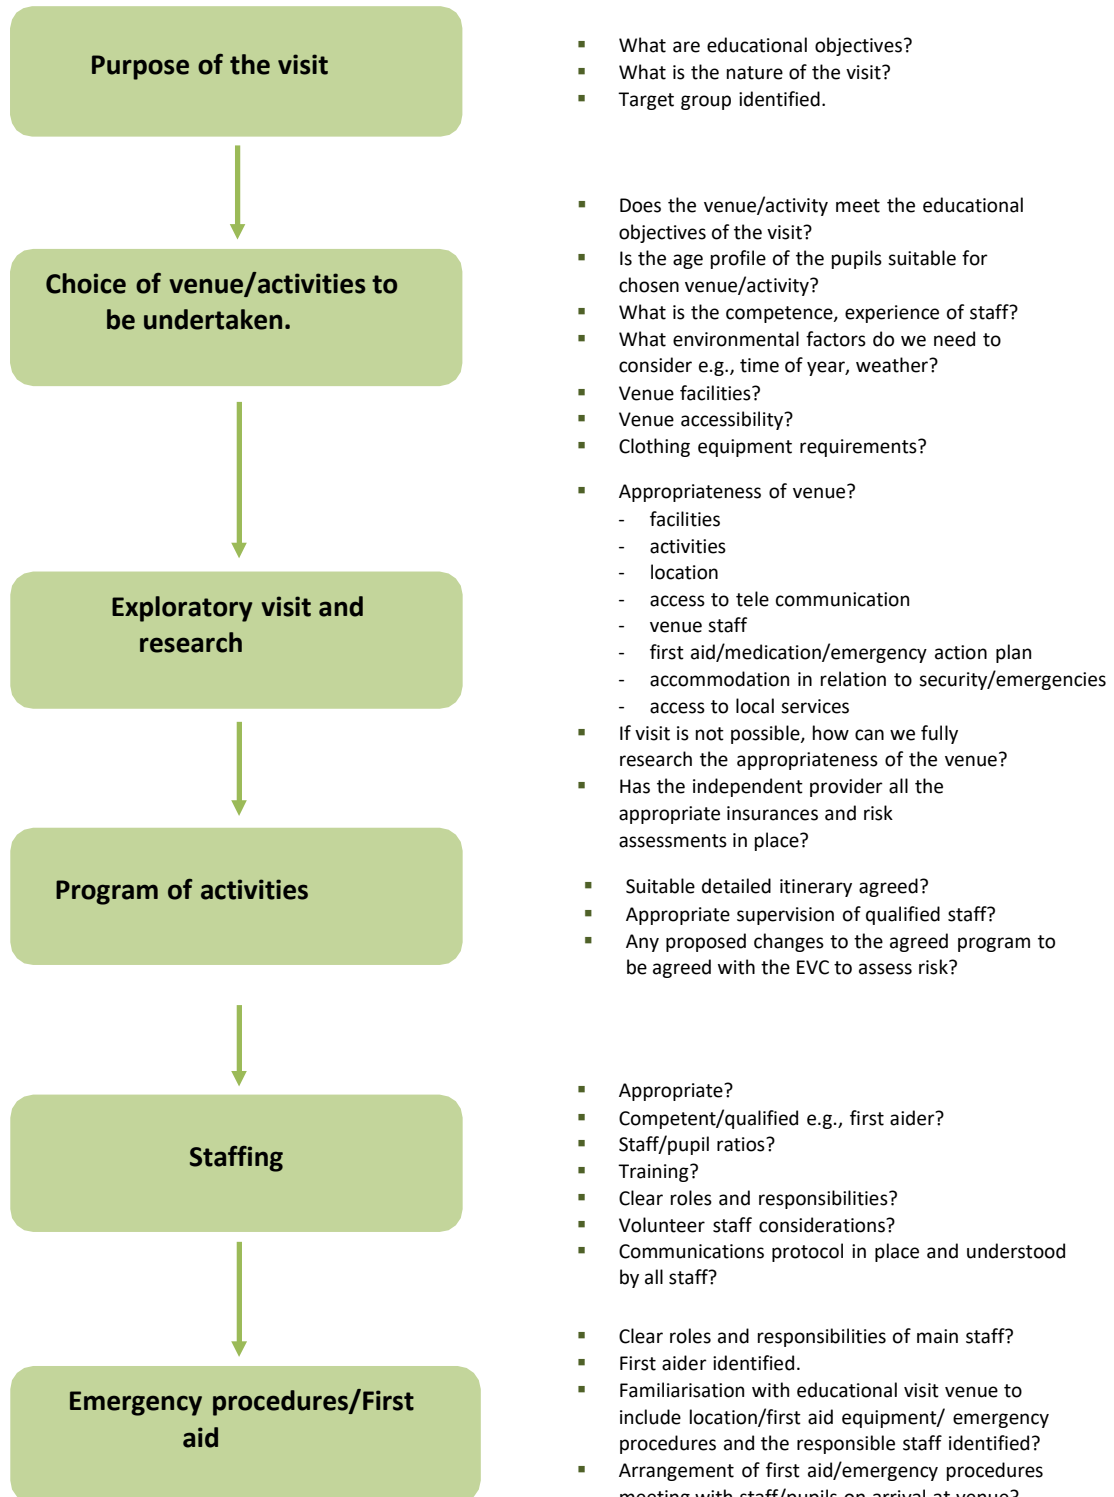 Purpose of the visit
▪ What are educational objectives?
▪ What is the nature of the visit?
▪ Target group identified.
Choice of venue/activities to
be undertaken.
▪ Does the venue/activity meet the educational
objectives of the visit?
▪ Is the age profile of the pupils suitable for
chosen venue/activity?
▪ What is the competence, experience of staff?
▪ What environmental factors do we need to
consider e.g., time of year, weather?
▪ Venue facilities?
▪ Venue accessibility?
▪ Clothing equipment requirements?
Exploratory visit and
research
▪ Appropriateness of venue?
- facilities
- activities
- location
- access to tele communication
- venue staff
- first aid/medication/emergency action plan
- accommodation in relation to security/emergencies
- access to local services
▪ If visit is not possible, how can we fully
research the appropriateness of the venue?
▪ Has the independent provider all the
appropriate insurances and risk
assessments in place?
Program of activities
▪ Suitable detailed itinerary agreed?
▪ Appropriate supervision of qualified staff?
▪ Any proposed changes to the agreed program to
be agreed with the EVC to assess risk?
Staffing
▪ Appropriate?
▪ Competent/qualified e.g., first aider?
▪ Staff/pupil ratios?
▪ Training?
▪ Clear roles and responsibilities?
▪ Volunteer staff considerations?
▪ Communications protocol in place and understood
by all staff?
Emergency procedures/First
aid
▪ Clear roles and responsibilities of main staff?
▪ First aider identified.
▪ Familiarisation with educational visit venue to
include location/first aid equipment/ emergency
procedures and the responsible staff identified?
▪ Arrangement of first aid/emergency procedures
meeting with staff/pupils on arrival at venue?